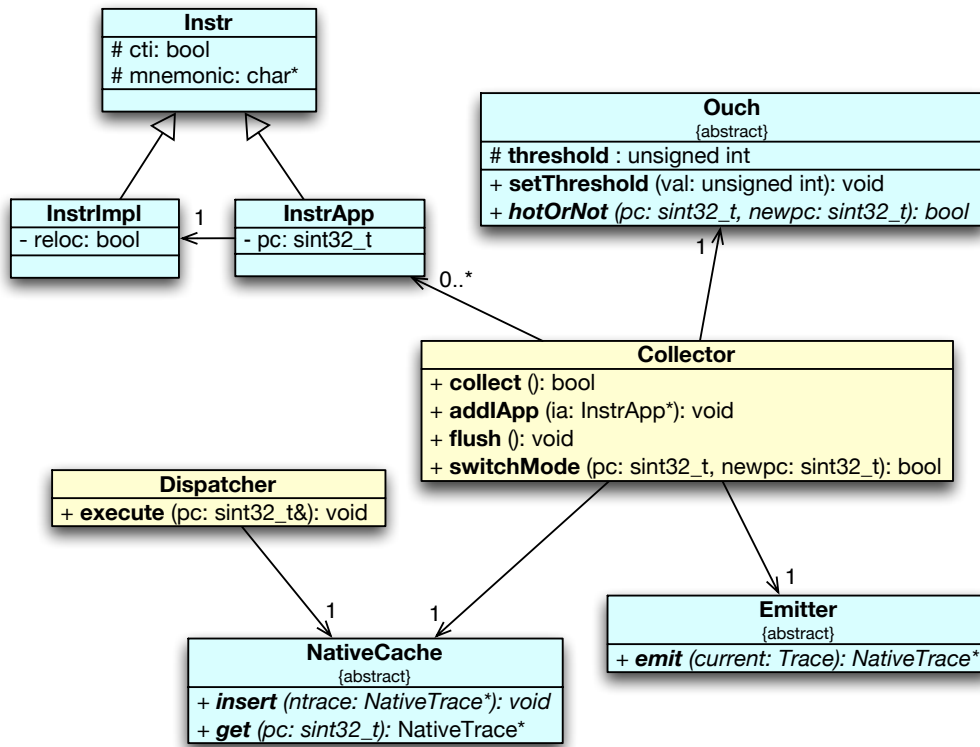 Instr
# cti: bool
# mnemonic: char*
Ouch
{abstract}
# threshold : unsigned int
+ setThreshold (val: unsigned int): void
+ hotOrNot (pc: sint32_t, newpc: sint32_t): bool
InstrImpl
- reloc: bool
1
InstrApp
- pc: sint32_t
1
0..*
Collector
+ collect (): bool
+ addIApp (ia: InstrApp*): void
+ flush (): void
+ switchMode (pc: sint32_t, newpc: sint32_t): bool
Dispatcher
+ execute (pc: sint32_t&): void
1
1
1
NativeCache
{abstract}
+ insert (ntrace: NativeTrace*): void
+ get (pc: sint32_t): NativeTrace*
Emitter
{abstract}
+ emit (current: Trace): NativeTrace*